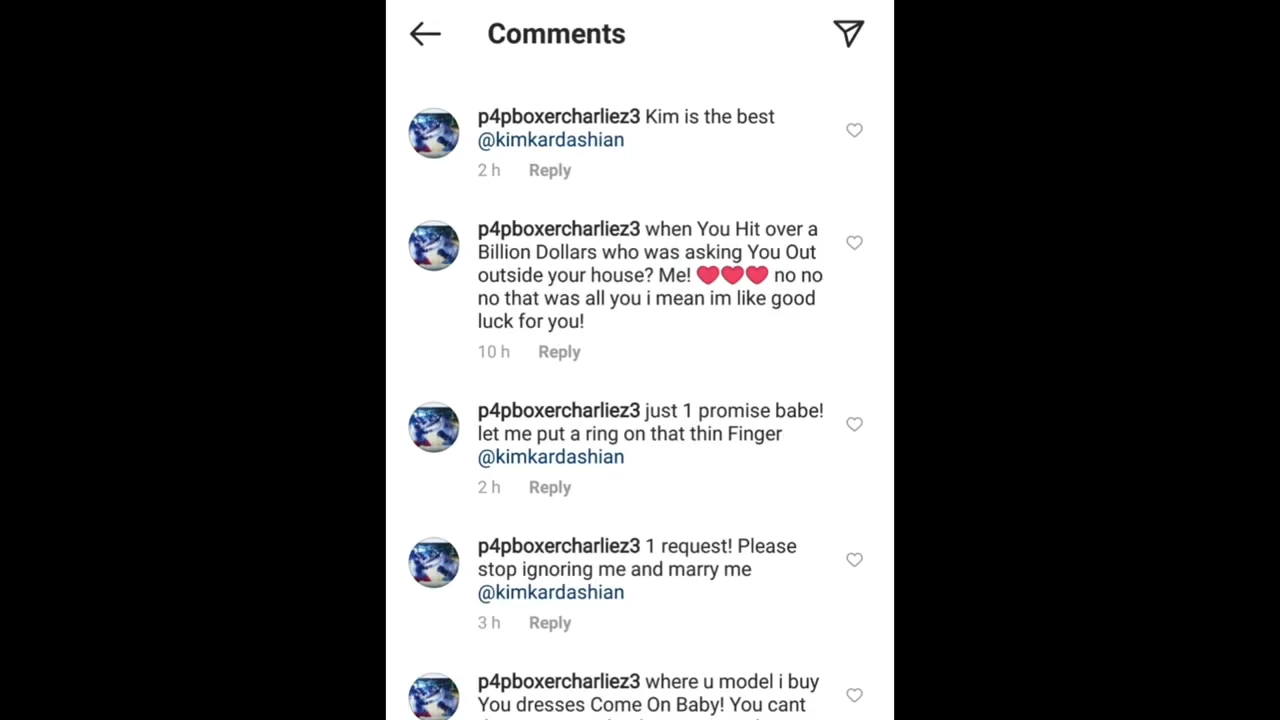 Comments
p4pboxercharliez3 Kim is the best
@kimkardashian
2 h Reply
p4pboxercharliez3 when You Hit over a
Billion Dollars who was asking You Out
outside your house? Me! ❤️❤️❤️ no no
no that was all you i mean im like good
luck for you!
10 h Reply
p4pboxercharliez3 just 1 promise babe!
let me put a ring on that thin Finger
@kimkardashian
2 h Reply
p4pboxercharliez3 1 request! Please
stop ignoring me and marry me
@kimkardashian
3 h Reply
p4pboxercharliez3 where u model i buy
You dresses Come On Baby! You cant